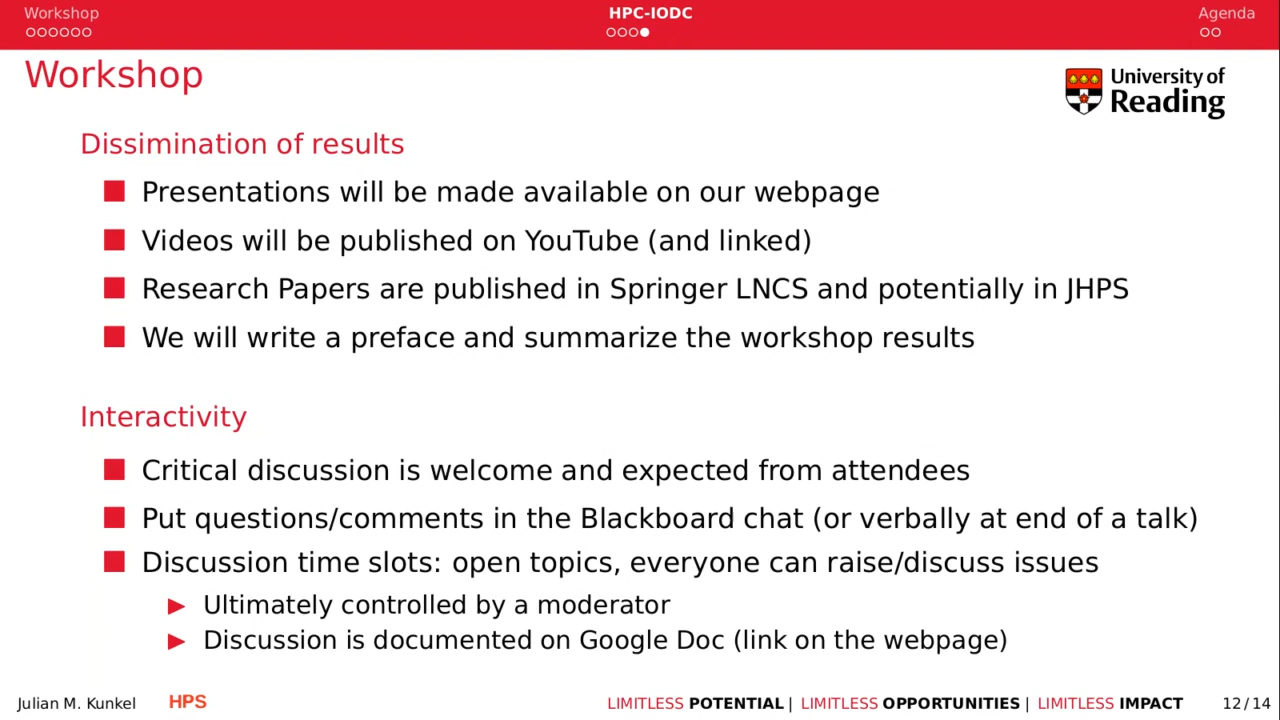 Workshop HPC-IODC Agenda
Workshop
University of
Reading
Dissimination of results
Presentations will be made available on our webpage
Videos will be published on YouTube (and linked)
Research Papers are published in Springer LNCS and potentially in JHPS
We will write a preface and summarize the workshop results
Interactivity
Critical discussion is welcome and expected from attendees
Put questions/comments in the Blackboard chat (or verbally at end of a talk)
Discussion time slots: open topics, everyone can raise/discuss issues
Ultimately controlled by a moderator
Discussion is documented on Google Doc (link on the webpage)
Julian M. Kunkel HPS LIMITLESS POTENTIAL | LIMITLESS OPPORTUNITIES | LIMITLESS IMPACT 12/14